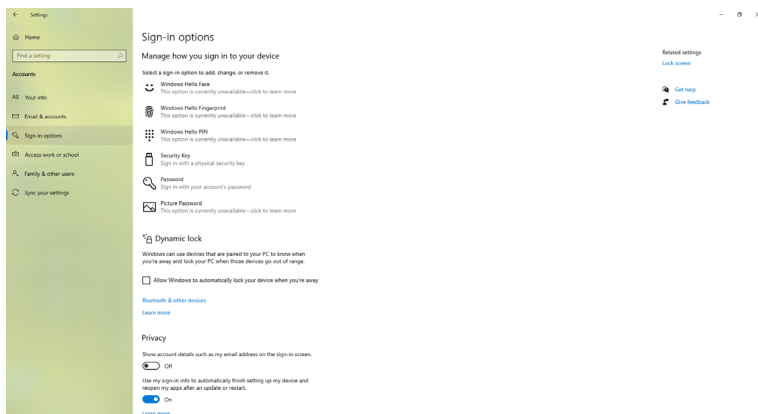 Settings
Home
Find a setting
Accounts
Your info
Email & accounts
Sign-in options
Access work or school
Family & other users
Sync your settings
Sign-in options
Manage how you sign in to your device
Select a sign-in option to add, change, or remove it.
Windows Hello Face
This option is currently unavailable—click to learn more
Windows Hello Fingerprint
This option is currently unavailable—click to learn more
Windows Hello PIN
This option is currently unavailable—click to learn more
Security Key
Sign in with a physical security key
Password
Sign in with your account's password
Picture Password
This option is currently unavailable—click to learn more
Dynamic lock
Windows can use devices that are paired to your PC to know when
you're away and lock your PC when those devices go out of range.
Allow Windows to automatically lock your device when you're away
Bluetooth & other devices
Learn more
Privacy
Show account details such as my email address on the sign-in screen.
Off
Use my sign-in info to automatically finish setting up my device and
reopen my apps after an update or restart.
On
Learn more
Related settings
Lock screen
Get help
Give feedback